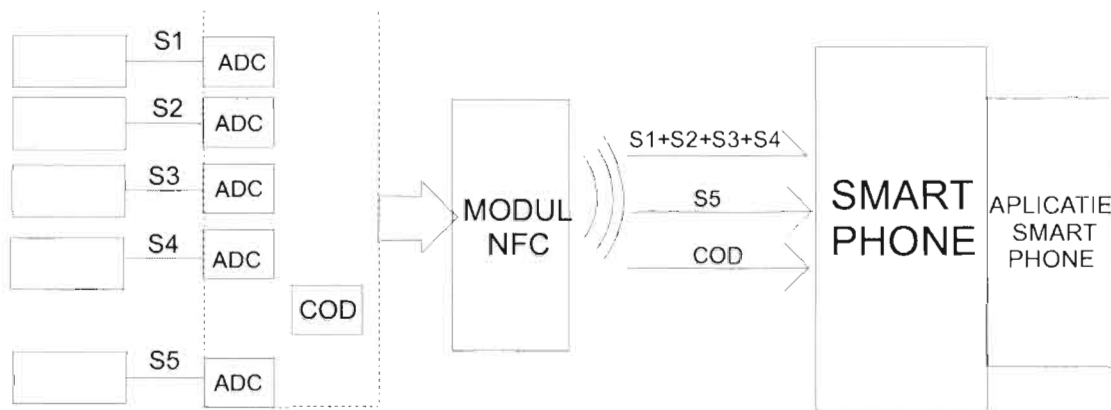 S1
ADC
S2
ADC
S3
ADC
S4
ADC
COD
S5
ADC
MODUL
NFC
S1+S2+S3+S4
S5
COD
SMART
PHONE
APLICATIE
SMART
PHONE